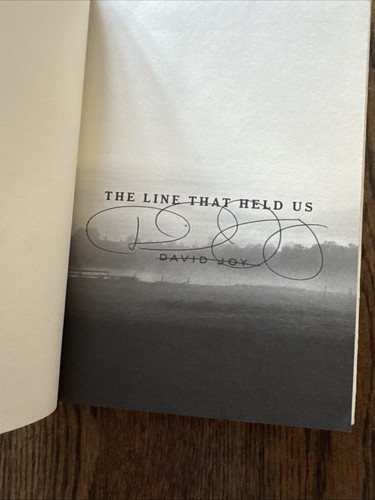 THE LINE THAT HELD US
DAVID JOY